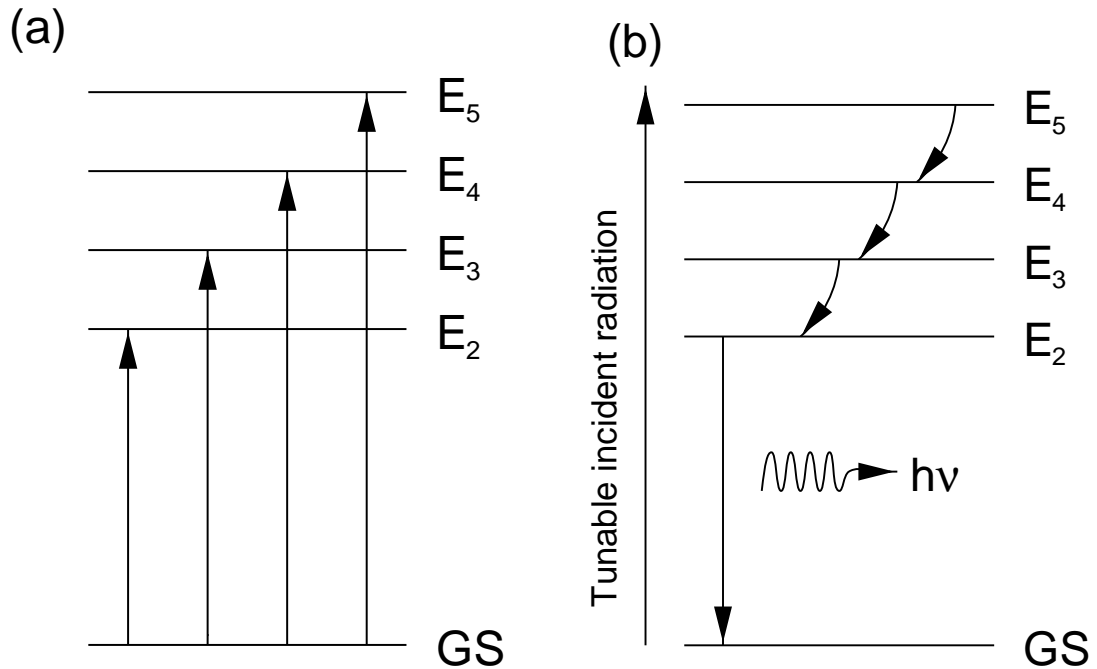 (a)
E5
E4
E3
E2
GS
(b)
Tunable incident radiation
E5
E4
E3
E2
hν
GS